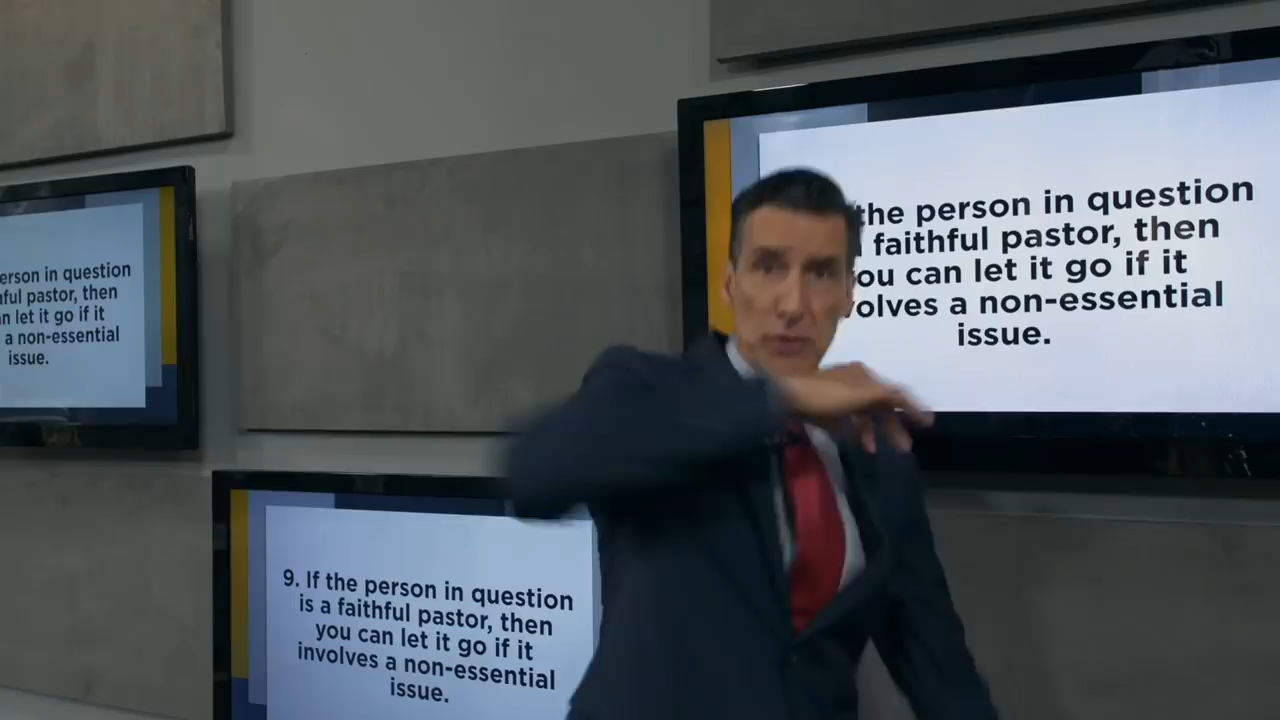 erson in question
ful pastor, then
n let it go if it
a non-essential
issue.
the person in question
faithful pastor, then
ou can let it go if it
volves a non-essential
issue.
9. If the person in question
is a faithful pastor, then
you can let it go if it
involves a non-essential
issue.